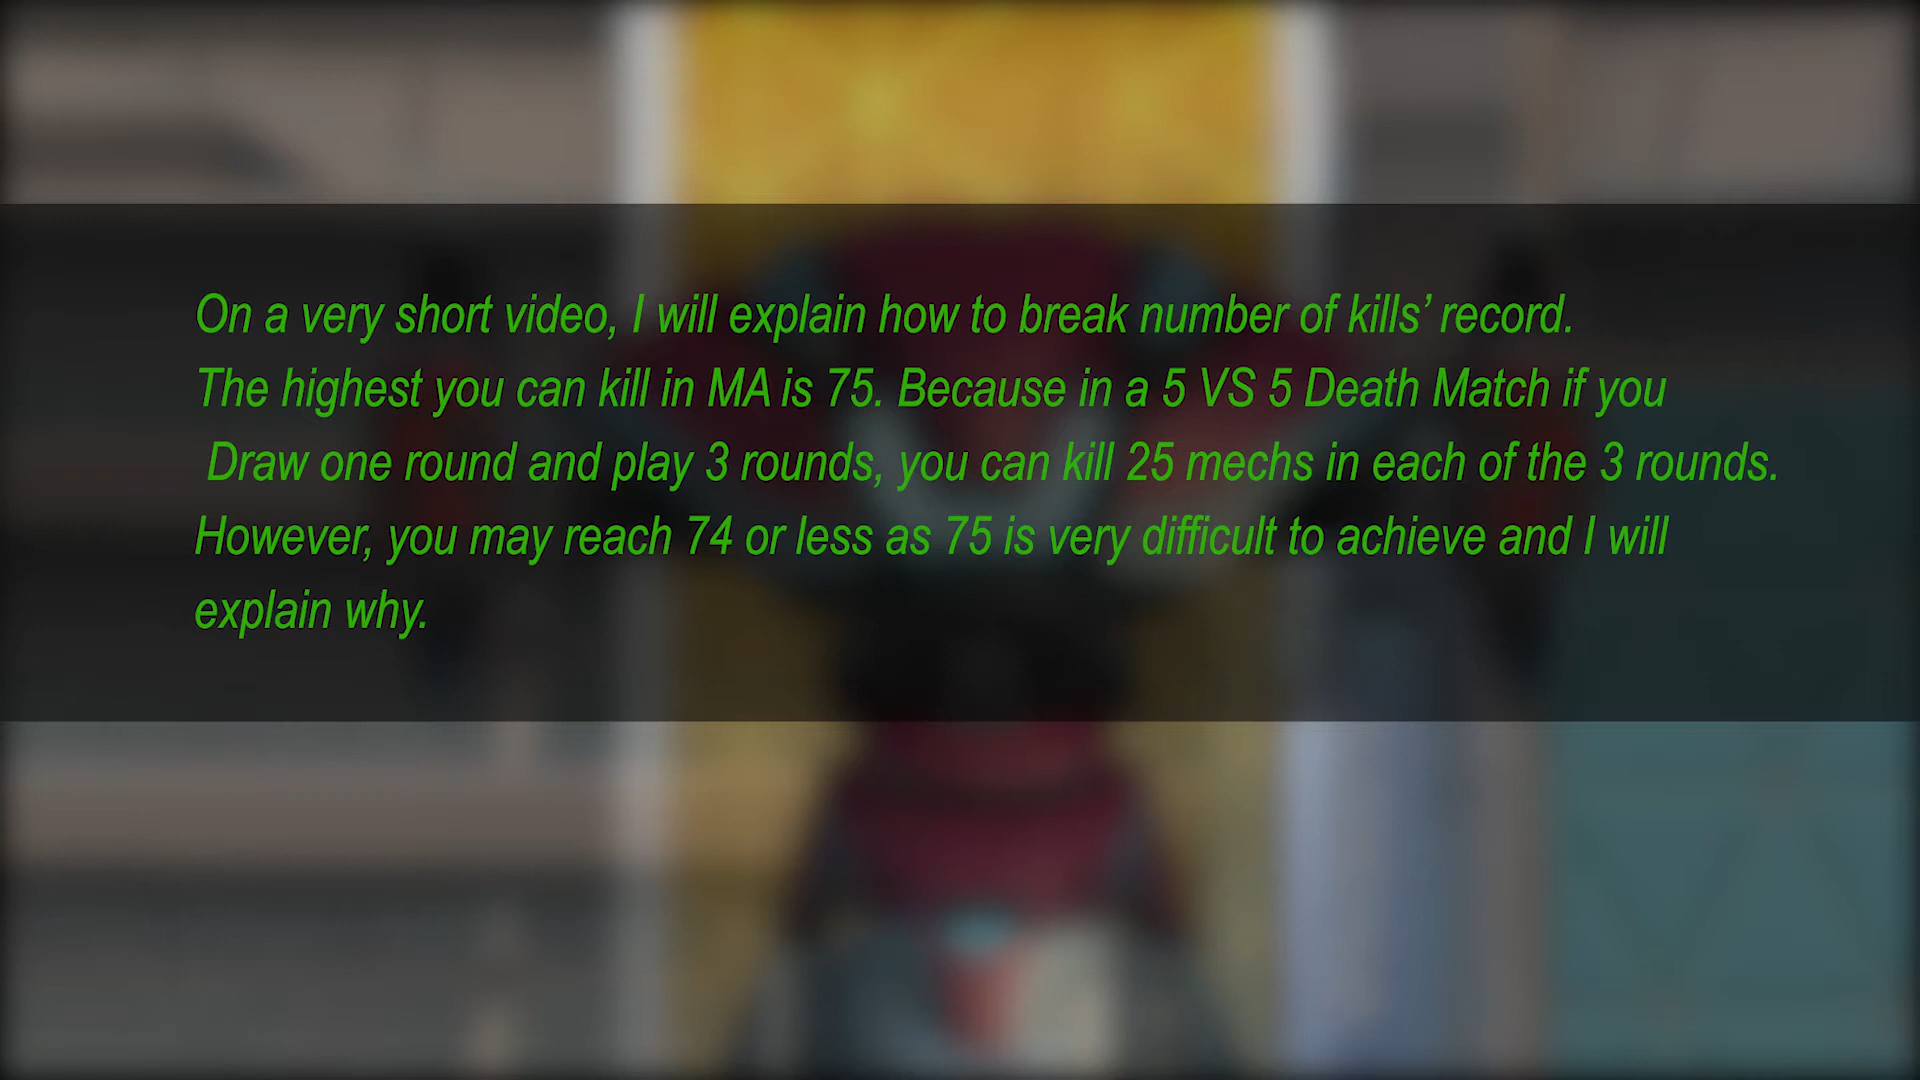 On a very short video, I will explain how to break number of kills’ record.
The highest you can kill in MA is 75. Because in a 5 VS 5 Death Match if you
Draw one round and play 3 rounds, you can kill 25 mechs in each of the 3 rounds.
However, you may reach 74 or less as 75 is very difficult to achieve and I will
explain why.